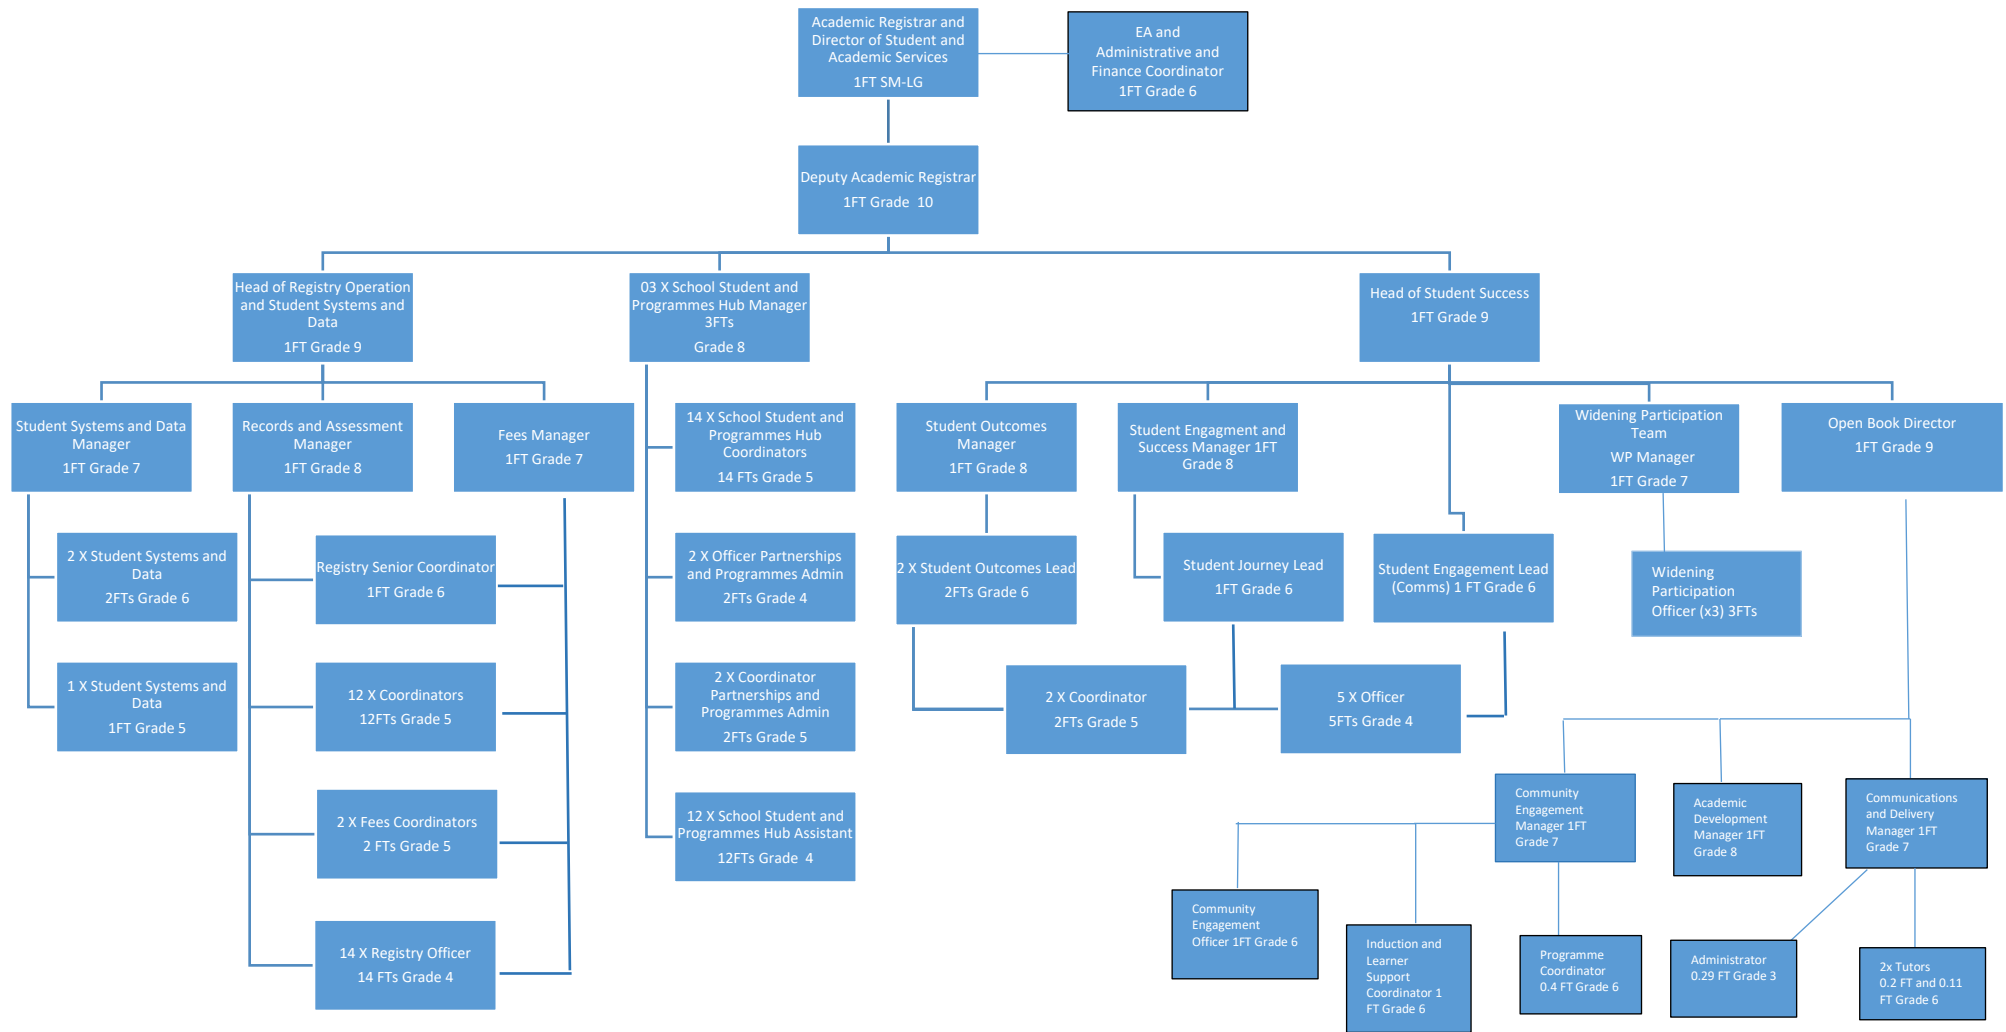 Academic Registrar and
Director of Student and
Academic Services
1FT SM-LG
EA and
Administrative and
Finance Coordinator
1FT Grade 6
Deputy Academic Registrar
1FT Grade  10
Head of Registry Operation
and Student Systems and
Data
1FT Grade 9
03 X School Student and
Programmes Hub Manager
3FTs
Grade 8
Head of Student Success
1FT Grade 9
Student Systems and Data
Manager
1FT Grade 7
Records and Assessment
Manager
1FT Grade 8
Fees Manager
1FT Grade 7
14 X School Student and
Programmes Hub
Coordinators
14 FTs Grade 5
Student Outcomes
Manager
1FT Grade 8
Student Engagment and
Success Manager 1FT
Grade 8
Widening Participation
Team
WP Manager
1FT Grade 7
Open Book Director
1FT Grade 9
2 X Student Systems and
Data
2FTs Grade 6
Registry Senior Coordinator
1FT Grade 6
2 X Officer Partnerships
and Programmes Admin
2FTs Grade 4
2 X Student Outcomes Lead
2FTs Grade 6
Student Journey Lead
1FT Grade 6
Student Engagement Lead
(Comms) 1 FT Grade 6
Widening
Participation
Officer (x3) 3FTs
1 X Student Systems and
Data
1FT Grade 5
12 X Coordinators
12FTs Grade 5
2 X Coordinator
Partnerships and
Programmes Admin
2FTs Grade 5
2 X Coordinator
2FTs Grade 5
5 X Officer
5FTs Grade 4
2 X Fees Coordinators
2 FTs Grade 5
12 X School Student and
Programmes Hub Assistant
12FTs Grade  4
Community
Engagement
Manager 1FT
Grade 7
Academic
Development
Manager 1FT
Grade 8
Communications
and Delivery
Manager 1FT
Grade 7
14 X Registry Officer
14 FTs Grade 4
Community
Engagement
Officer 1FT Grade 6
Induction and
Learner
Support
Coordinator 1
FT Grade 6
Programme
Coordinator
0.4 FT Grade 6
Administrator
0.29 FT Grade 3
2x Tutors
0.2 FT and 0.11
FT Grade 6